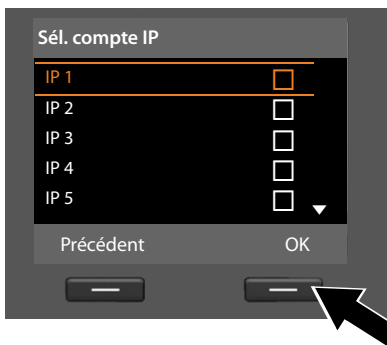 Sél. compte IP
IP 1
IP 2
IP 3
IP 4
IP 5
Précédent OK